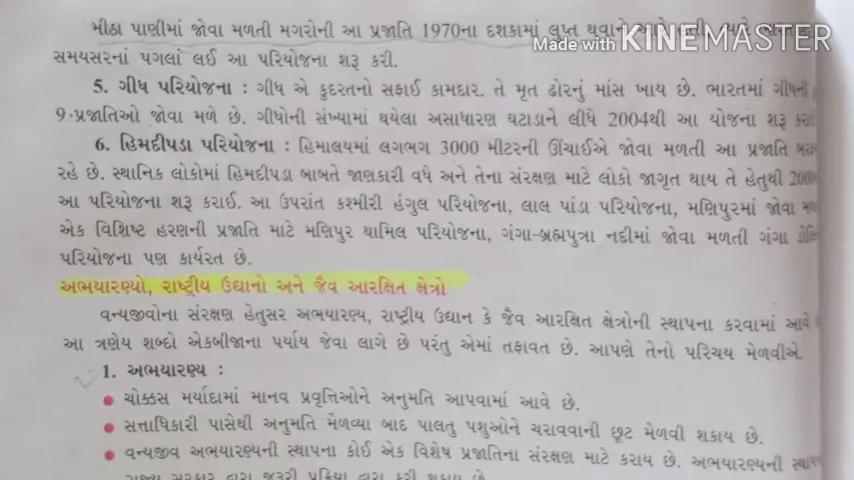 મીઠા પાણીમાં જોવા મળતી મગરોની આ પ્રજાતિ 1970ના દશકામાં લુપ્ત થવાને
Made with KINEMASTER
સમયસરનાં પગલાં લઈ આ પરિયોજના શરૂ કરી.
5. ગીધ પરિયોજના : ગીધ એ કુદરતનો સફાઈ કામદાર. તે મૃત ઢોરનું માંસ ખાય છે. ભારતમાં ગીધની
9 પ્રજાતિઓ જોવા મળે છે. ગીધોની સંખ્યામાં થયેલા અસાધારણ ઘટાડાને લીધે 2004થી આ યોજના શરૂ
6. હિમદીપડા પરિયોજના : હિમાલયમાં લગભગ 3000 મીટરની ઊંચાઈએ જોવા મળતી આ પ્રજાતિ
રહે છે. સ્થાનિક લોકોમાં હિમદીપડા બાબતે જાણકારી વધે અને તેના સંરક્ષણ માટે લોકો જાગૃત થાય તે હેતુથી
આ પરિયોજના શરૂ કરાઈ. આ ઉપરાંત કશ્મીરી હંગુલ પરિયોજના, લાલ પાંડા પરિયોજના, મણિપુરમાં જોવા
એક વિશિષ્ટ હરણની પ્રજાતિ માટે મણિપુર થામિલ પરિયોજના, ગંગા-બ્રહ્મપુત્રા નદીમાં જોવા મળતી ગંગા
પરિયોજના પણ કાર્યરત છે.
અભયારણ્યો, રાષ્ટ્રીય ઉદ્યાનો અને જૈવ આરક્ષિત ક્ષેત્રો
વન્યજીવોના સંરક્ષણ હેતુસર અભયારણ્ય, રાષ્ટ્રીય ઉદ્યાન કે જૈવ આરક્ષિત ક્ષેત્રોની સ્થાપના કરવામાં આવે
આ ત્રણેય શબ્દો એકબીજાના પર્યાય જેવા લાગે છે પરંતુ એમાં તફાવત છે. આપણે તેનો પરિચય મેળવીએ.
1. અભયારણ્ય :
● ચોક્કસ મર્યાદામાં માનવ પ્રવૃત્તિઓને અનુમતિ આપવામાં આવે છે.
● સત્તાધિકારી પાસેથી અનુમતિ મેળવ્યા બાદ પાલતુ પશુઓને ચરાવવાની છૂટ મેળવી શકાય છે.
● વન્યજીવ અભયારણ્યની સ્થાપના કોઈ એક વિશેષ પ્રજાતિના સંરક્ષણ માટે કરાય છે. અભયારણ્યની